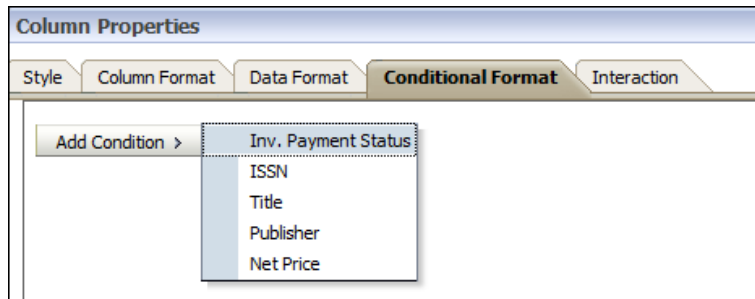 Column Properties
Style Column Format Data Format Conditional Format Interaction
Add Condition > Inv. Payment Status
ISSN
Title
Publisher
Net Price